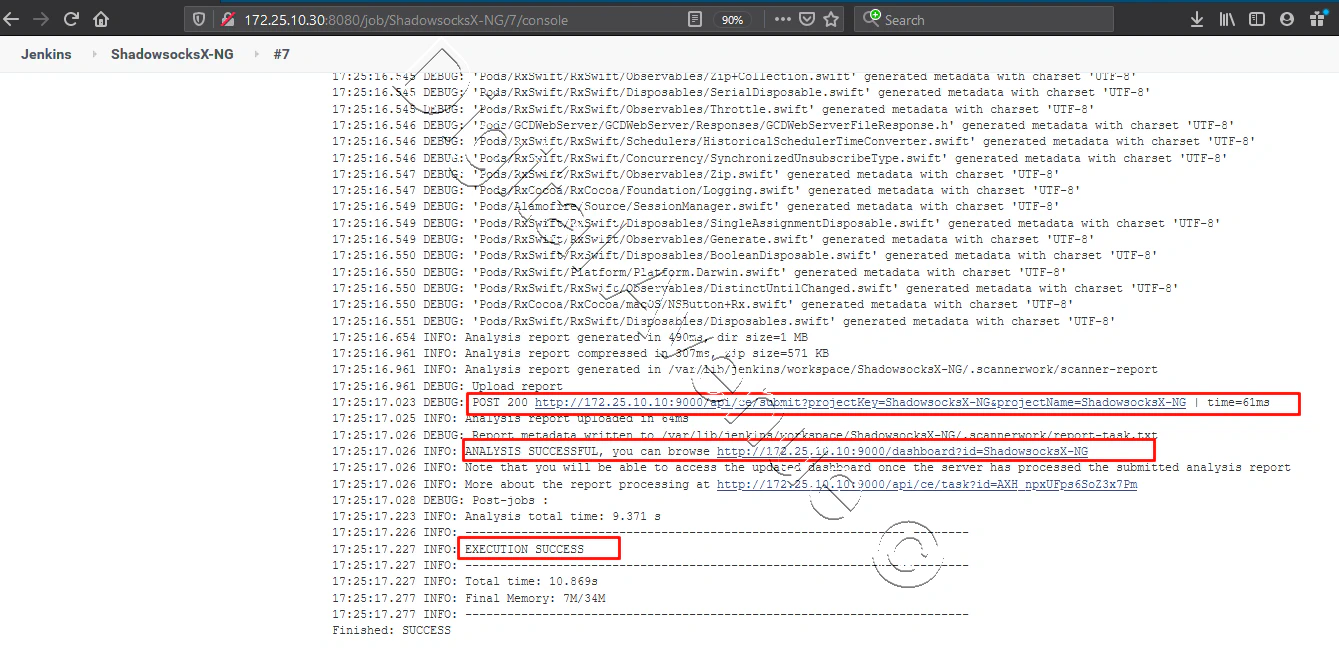 172.25.10.30:8080/job/ShadowsocksX-NG/7/console
90%
Search
Jenkins
ShadowsocksX-NG
#7
17:25:16.545 DEBUG: 'Pods/RxSwift/RxSwift/Observables/Zip+Collection.swift' generated metadata with charset 'UTF-8'
17:25:16.545 DEBUG: 'Pods/RxSwift/RxSwift/Disposables/SerialDisposable.swift' generated metadata with charset 'UTF-8'
17:25:16.545 DEBUG: 'Pods/RxSwift/RxSwift/Observables/Throttle.swift' generated metadata with charset 'UTF-8'
17:25:16.546 DEBUG: 'Pods/GCDWebServer/GCDWebServer/Responses/GCDWebServerFileResponse.h' generated metadata with charset 'UTF-8'
17:25:16.546 DEBUG: 'Pods/RxSwift/RxSwift/Schedulers/HistoricalSchedulerTimeConverter.swift' generated metadata with charset 'UTF-8'
17:25:16.546 DEBUG: 'Pods/RxSwift/RxSwift/Concurrency/SynchronizedUnsubscribeType.swift' generated metadata with charset 'UTF-8'
17:25:16.547 DEBUG: 'Pods/RxSwift/RxSwift/Observables/Zip.swift' generated metadata with charset 'UTF-8'
17:25:16.547 DEBUG: 'Pods/RxCocoa/RxCocoa/Foundation/Logging.swift' generated metadata with charset 'UTF-8'
17:25:16.549 DEBUG: 'Pods/Alamofire/Source/SessionManager.swift' generated metadata with charset 'UTF-8'
17:25:16.549 DEBUG: 'Pods/RxSwift/RxSwift/Disposables/SingleAssignmentDisposable.swift' generated metadata with charset 'UTF-8'
17:25:16.549 DEBUG: 'Pods/RxSwift/RxSwift/Observables/Generate.swift' generated metadata with charset 'UTF-8'
17:25:16.550 DEBUG: 'Pods/RxSwift/RxSwift/Disposables/BooleanDisposable.swift' generated metadata with charset 'UTF-8'
17:25:16.550 DEBUG: 'Pods/RxSwift/Platform/Platform.Darwin.swift' generated metadata with charset 'UTF-8'
17:25:16.550 DEBUG: 'Pods/RxSwift/RxSwift/Observables/DistinctUntilChanged.swift' generated metadata with charset 'UTF-8'
17:25:16.550 DEBUG: 'Pods/RxCocoa/RxCocoa/macOS/NSButton+Rx.swift' generated metadata with charset 'UTF-8'
17:25:16.551 DEBUG: 'Pods/RxSwift/RxSwift/Disposables/Disposables.swift' generated metadata with charset 'UTF-8'
17:25:16.654 INFO: Analysis report generated in 490ms, dir size=1 MB
17:25:16.961 INFO: Analysis report compressed in 307ms, zip size=571 KB
17:25:16.961 INFO: Analysis report generated in /var/lib/jenkins/workspace/ShadowsocksX-NG/.scannerwork/scanner-report
17:25:16.961 DEBUG: Upload report
17:25:17.023 DEBUG: POST 200 http://172.25.10.10:9000/api/ce/submit?projectKey=ShadowsocksX-NG&projectName=ShadowsocksX-NG | time=61ms
17:25:17.025 INFO: Analysis report uploaded in 64ms
17:25:17.026 DEBUG: Report metadata written to /var/lib/jenkins/workspace/ShadowsocksX-NG/.scannerwork/report-task.txt
17:25:17.026 INFO: ANALYSIS SUCCESSFUL, you can browse http://172.25.10.10:9000/dashboard?id=ShadowsocksX-NG
17:25:17.026 INFO: Note that you will be able to access the updated dashboard once the server has processed the submitted analysis report
17:25:17.026 INFO: More about the report processing at http://172.25.10.10:9000/api/ce/task?id=AXH_npxUFps6SoZ3x7Pm
17:25:17.028 DEBUG: Post-jobs :
17:25:17.223 INFO: Analysis total time: 9.371 s
17:25:17.226 INFO: ------------------------------------------------------------------------
17:25:17.227 INFO: EXECUTION SUCCESS
17:25:17.227 INFO: ------------------------------------------------------------------------
17:25:17.227 INFO: Total time: 10.869s
17:25:17.277 INFO: Final Memory: 7M/34M
17:25:17.277 INFO: ------------------------------------------------------------------------
Finished: SUCCESS